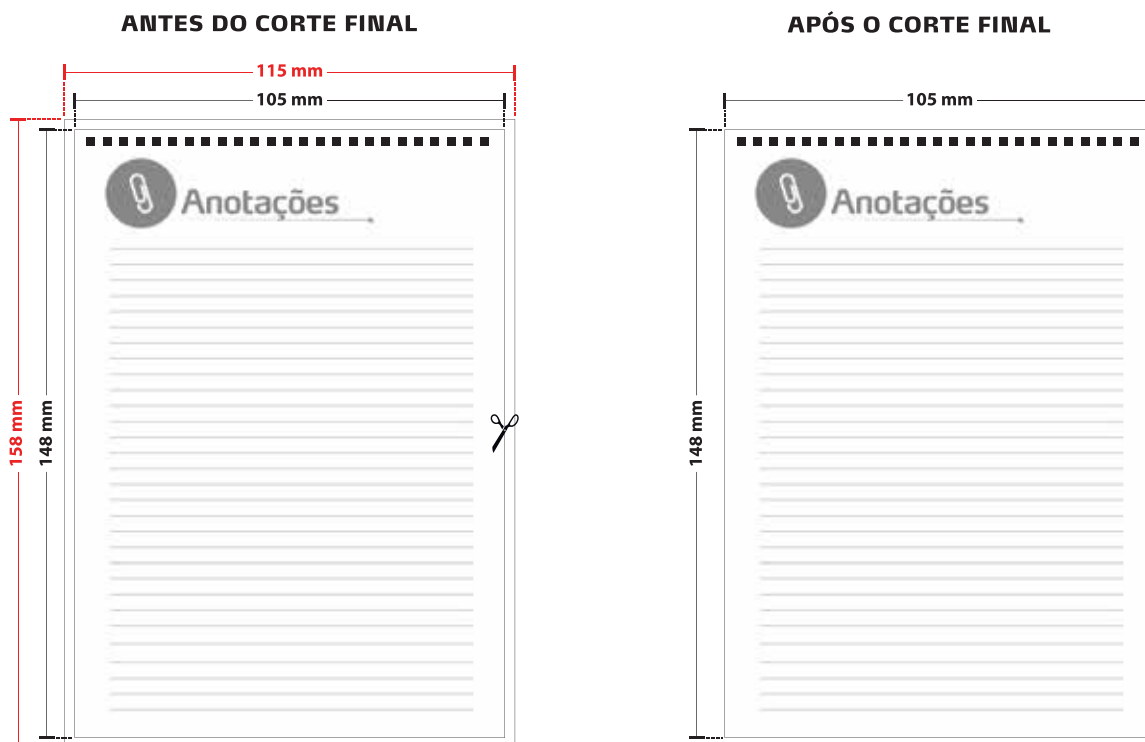 ANTES DO CORTE FINAL
115 mm
105 mm
158 mm
148 mm
Anotações
APÓS O CORTE FINAL
105 mm
148 mm
Anotações